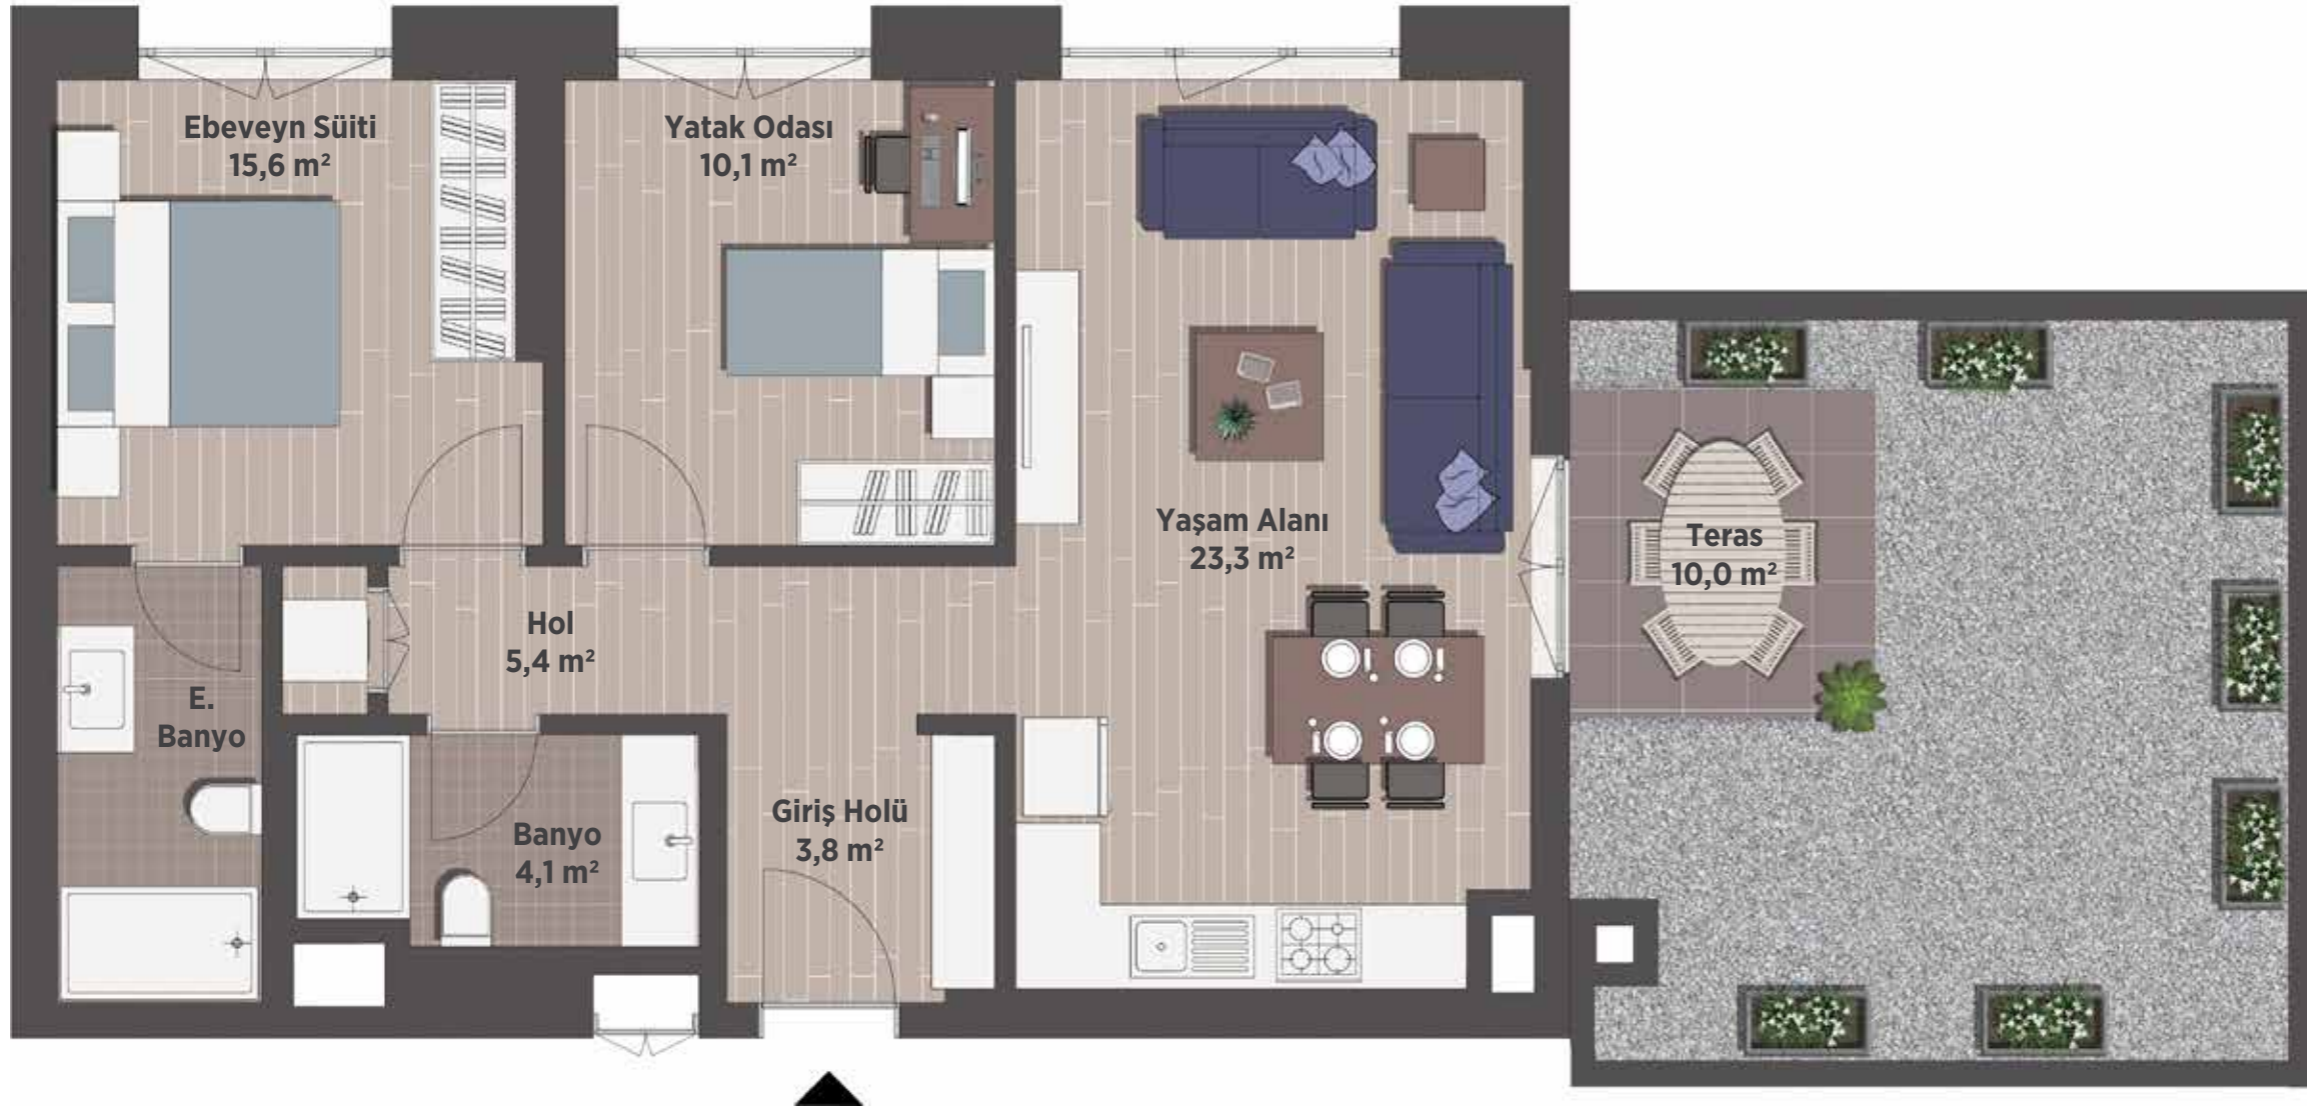 Ebeveyn Süiti
15,6 m²
Yatak Odası
10,1 m²
Yaşam Alanı
23,3 m²
Teras
10,0 m²
Hol
5,4 m²
E.
Banyo
Giriş Holü
3,8 m²
Banyo
4,1 m²